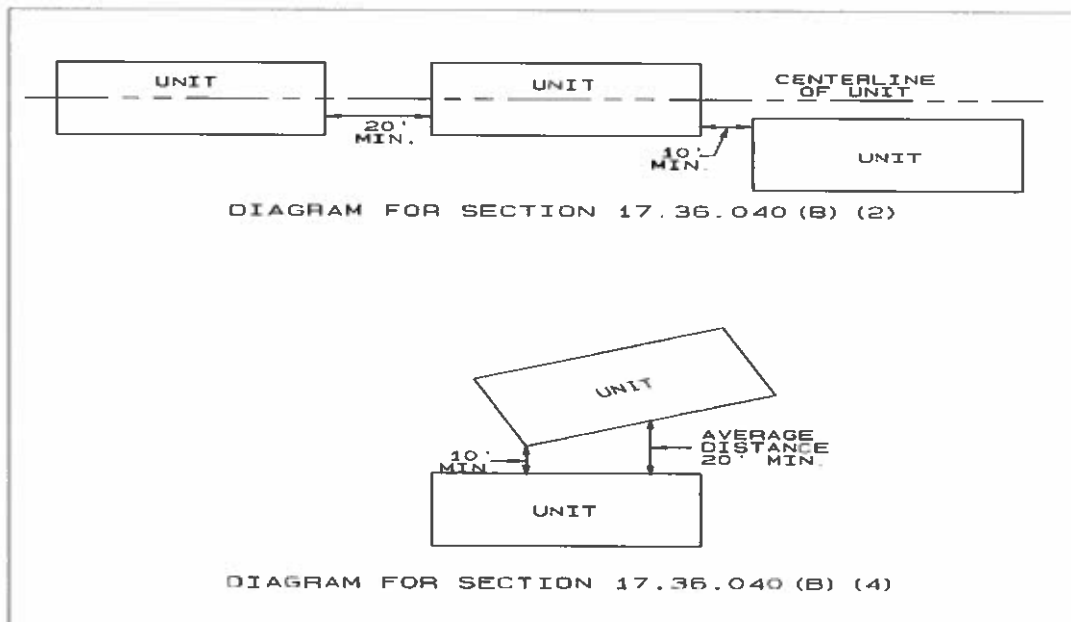 UNIT
UNIT
CENTERLINE
OF UNIT
20'
MIN.
10'
MIN.
UNIT
DIAGRAM FOR SECTION 17.36.040 (B) (2)
UNIT
AVERAGE
DISTANCE
20' MIN.
10'
MIN.
UNIT
DIAGRAM FOR SECTION 17.36.040 (B) (4)